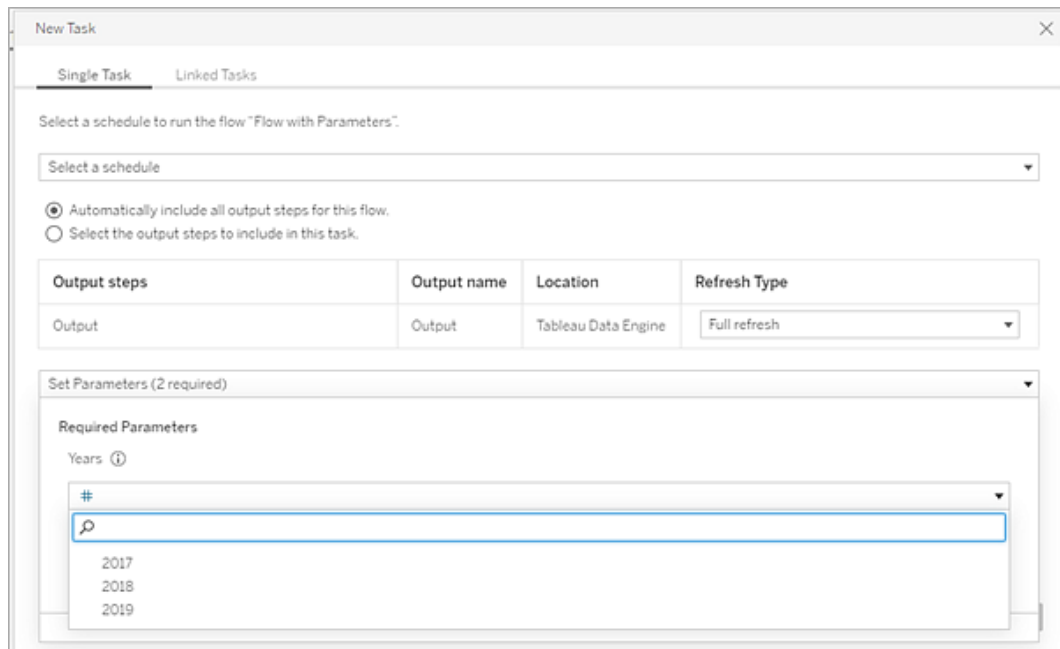 New Task
Single Task Linked Tasks
Select a schedule to run the flow "Flow with Parameters".
Select a schedule
Automatically include all output steps for this flow.
Select the output steps to include in this task.
Output steps Output name Location Refresh Type
Output Output Tableau Data Engine Full refresh
Set Parameters (2 required)
Required Parameters
Years
#
2017
2018
2019